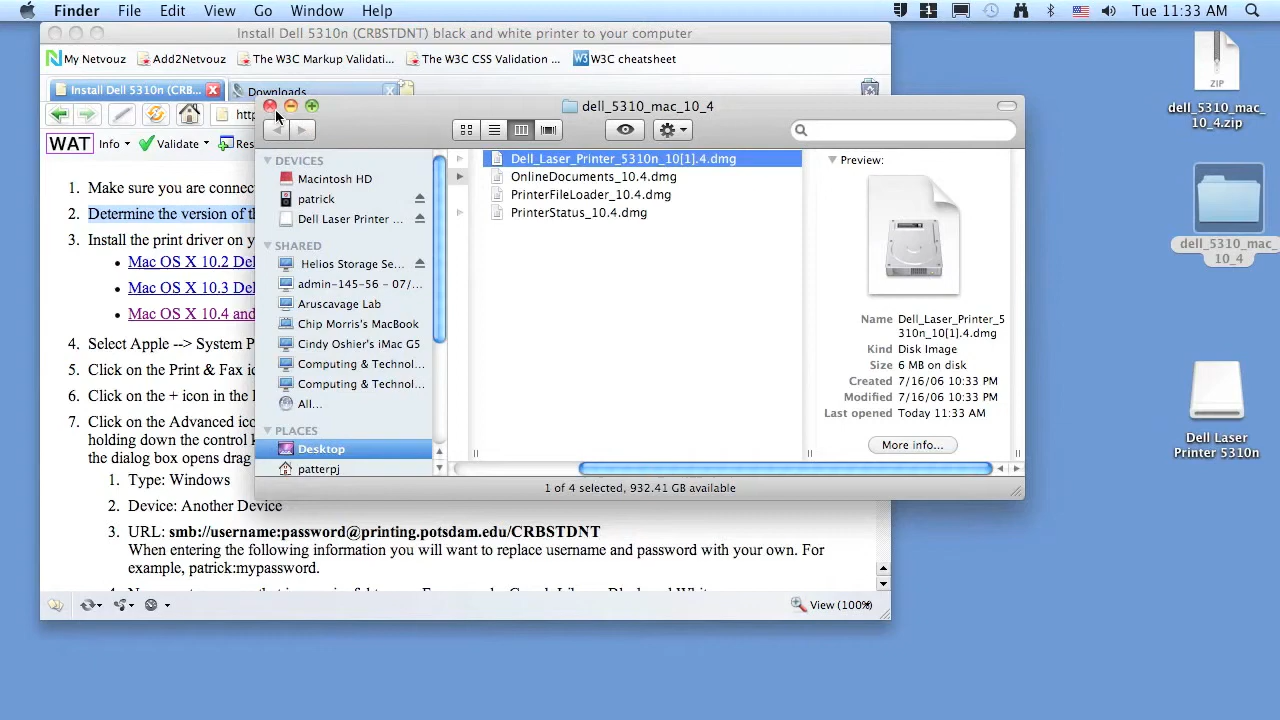 Finder File Edit View Go Window Help
1
Tue 11:33 AM
Install Dell 5310n (CRBSTDNT) black and white printer to your computer
My Netvouz Add2Netvouz The W3C Markup Validati... The W3C CSS Validation ... W3C cheatsheet
Install Dell 5310n (CRB... Downloads
WAT Info Validate
1. Make sure you are connec
2. Determine the version of th
3. Install the print driver on y
• Mac OS X 10.2 Del
• Mac OS X 10.3 Del
• Mac OS X 10.4 and
4. Select Apple --> System P
5. Click on the Print & Fax ic
6. Click on the + icon in the l
7. Click on the Advanced ico
holding down the control k
the dialog box opens drag
1. Type: Windows
2. Device: Another Device
3. URL: smb://username:password@printing.potsdam.edu/CRBSTDNT
When entering the following information you will want to replace username and password with your own. For
example, patrick:mypassword.
View (100%)
dell_5310_mac_10_4
DEVICES
Macintosh HD
patrick
Dell Laser Printer ...
SHARED
Helios Storage Se...
admin-145-56 - 07/...
Aruscavage Lab
Chip Morris's MacBook
Cindy Oshier's iMac G5
Computing & Technol...
Computing & Technol...
All...
PLACES
Desktop
patterpj
Dell_Laser_Printer_5310n_10[1].4.dmg
OnlineDocuments_10.4.dmg
PrinterFileLoader_10.4.dmg
PrinterStatus_10.4.dmg
Preview:
Name Dell_Laser_Printer_5
310n_10[1].4.dmg
Kind Disk Image
Size 6 MB on disk
Created 7/16/06 10:33 PM
Modified 7/16/06 10:33 PM
Last opened Today 11:33 AM
More info...
1 of 4 selected, 932.41 GB available
ZIP
dell_5310_mac_
10_4.zip
dell_5310_mac_
10_4
Dell Laser
Printer 5310n